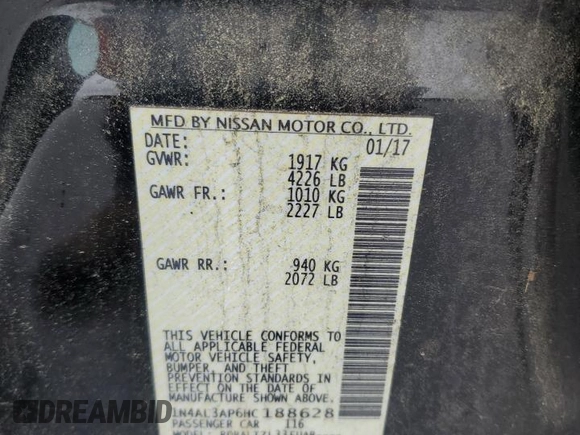 MFD BY NISSAN MOTOR CO., LTD.
DATE: 01/17
GVWR: 1917 KG
4226 LB
GAWR FR.: 1010 KG
2227 LB
GAWR RR.: 940 KG
2072 LB
THIS VEHICLE CONFORMS TO
ALL APPLICABLE FEDERAL
MOTOR VEHICLE SAFETY,
BUMPER, AND THEFT
PREVENTION STANDARDS
IN EFFECT ON THE DATE OF
MANUFACTURE SHOWN ABOVE.
1N4AL3AP6HC188628
PASSENGER CAR 116
DREAMBID